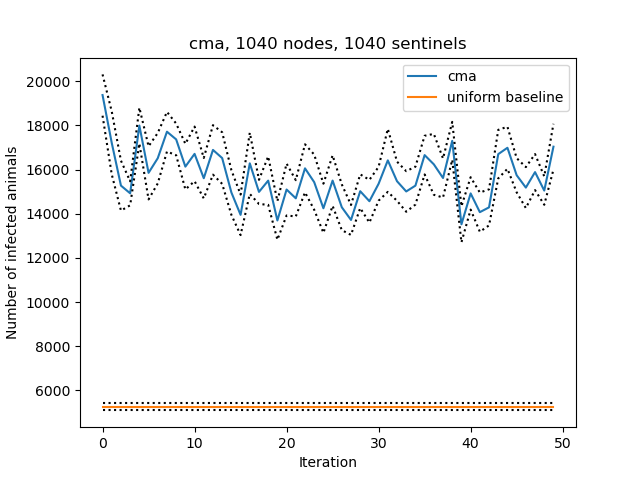 cma, 1040 nodes, 1040 sentinels
cma
uniform baseline
Number of infected animals
20000
18000
16000
14000
12000
10000
8000
6000
0 10 20 30 40 50
Iteration